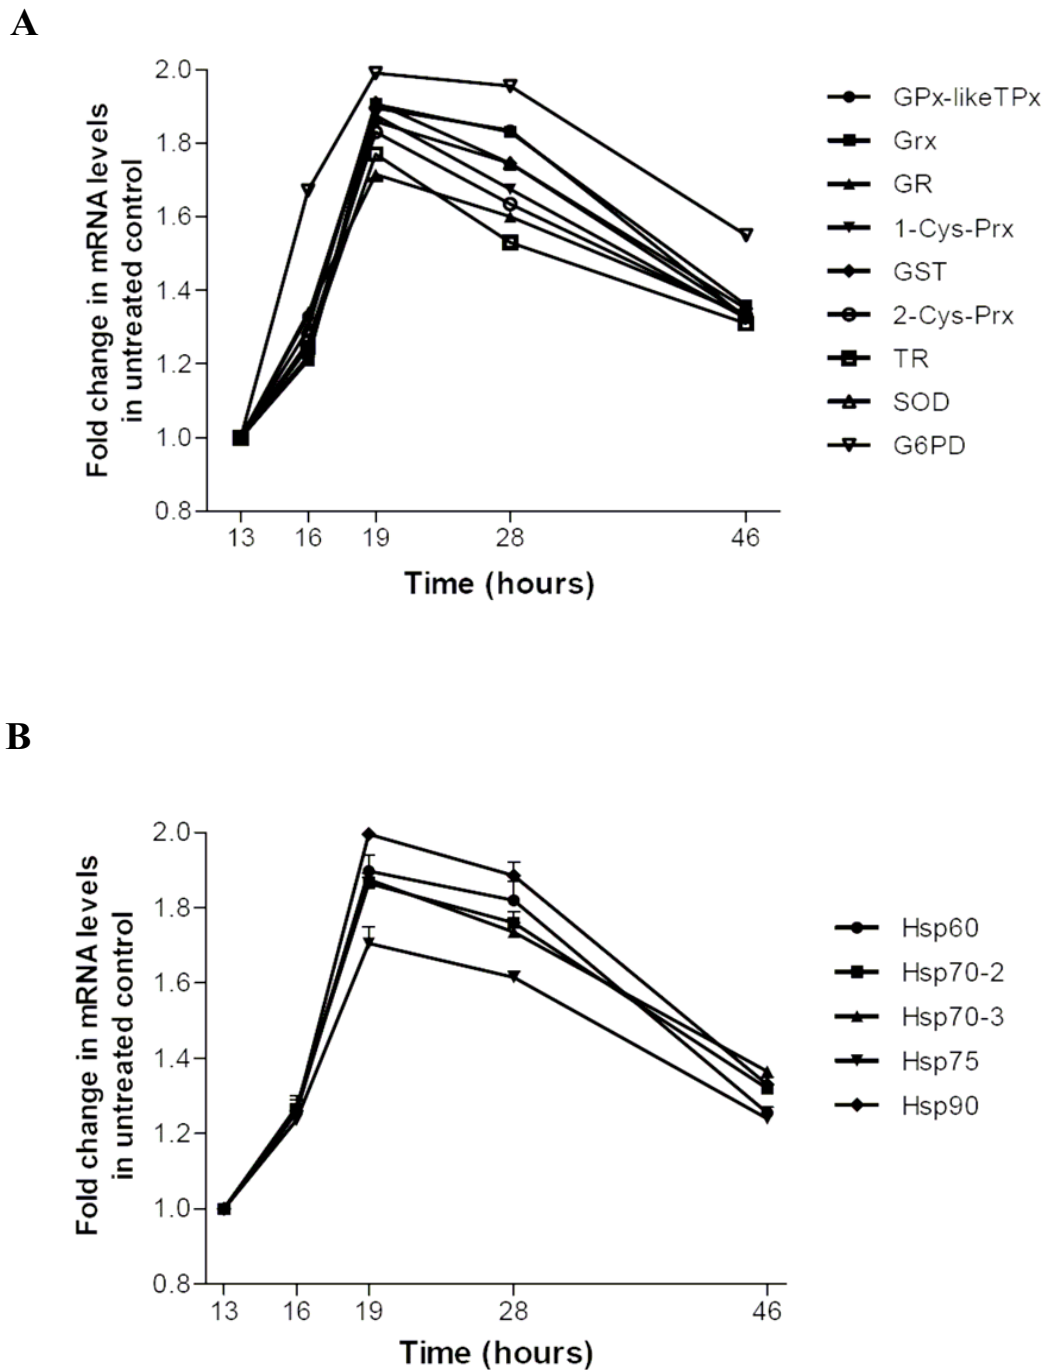 A
Fold change in mRNA levels
in untreated control
2.0
1.8
1.6
1.4
1.2
1.0
0.8
13 16 19 28 46
Time (hours)
GPx-likeTPx
Grx
GR
1-Cys-Prx
GST
2-Cys-Prx
TR
SOD
G6PD
B
Fold change in mRNA levels
in untreated control
2.0
1.8
1.6
1.4
1.2
1.0
0.8
13 16 19 28 46
Time (hours)
Hsp60
Hsp70-2
Hsp70-3
Hsp75
Hsp90